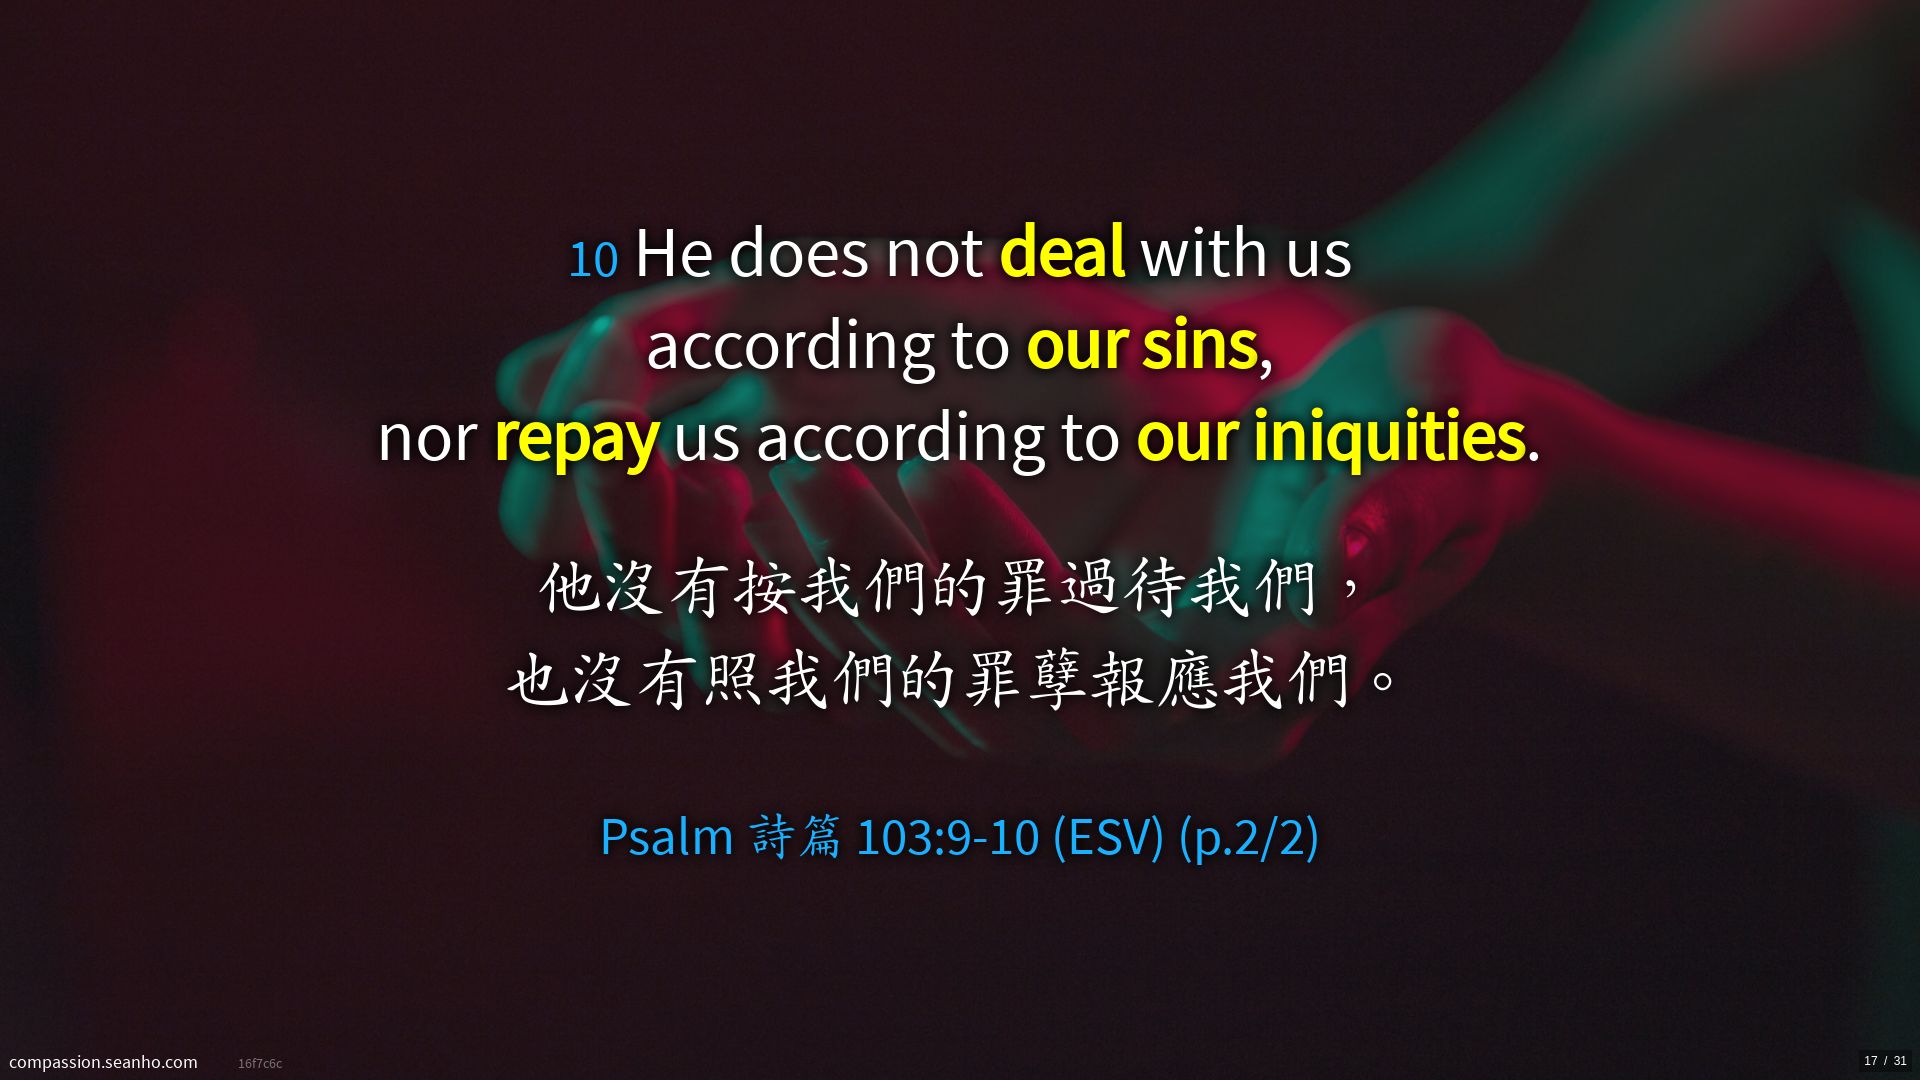 10 He does not deal with us
according to our sins,
nor repay us according to our iniquities.
他沒有按我們的罪過待我們，
也沒有照我們的罪孽報應我們。
Psalm 詩篇 103:9-10 (ESV) (p.2/2)
compassion.seanho.com 16f7c6c
17 / 31